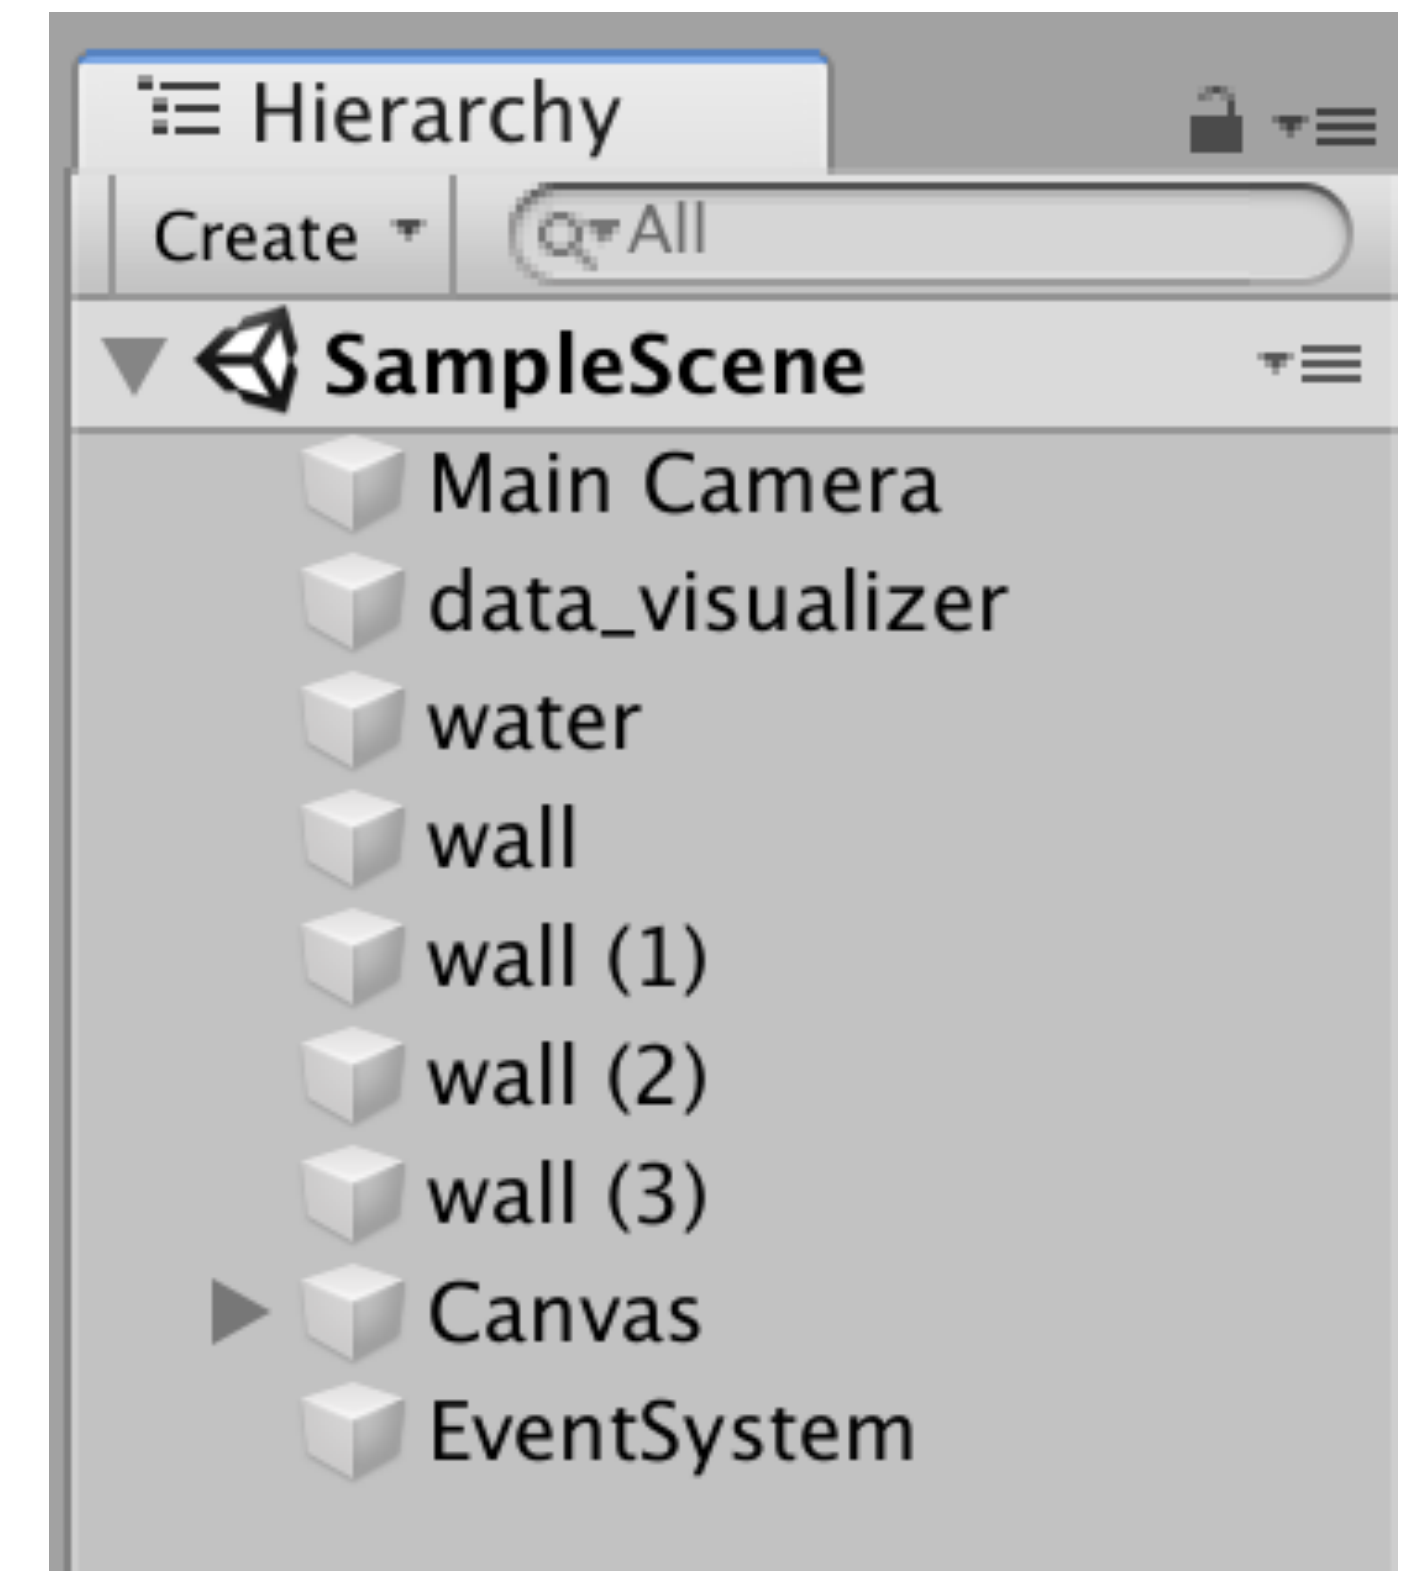 Hierarchy
Create All
SampleScene
Main Camera
data_visualizer
water
wall
wall (1)
wall (2)
wall (3)
Canvas
EventSystem